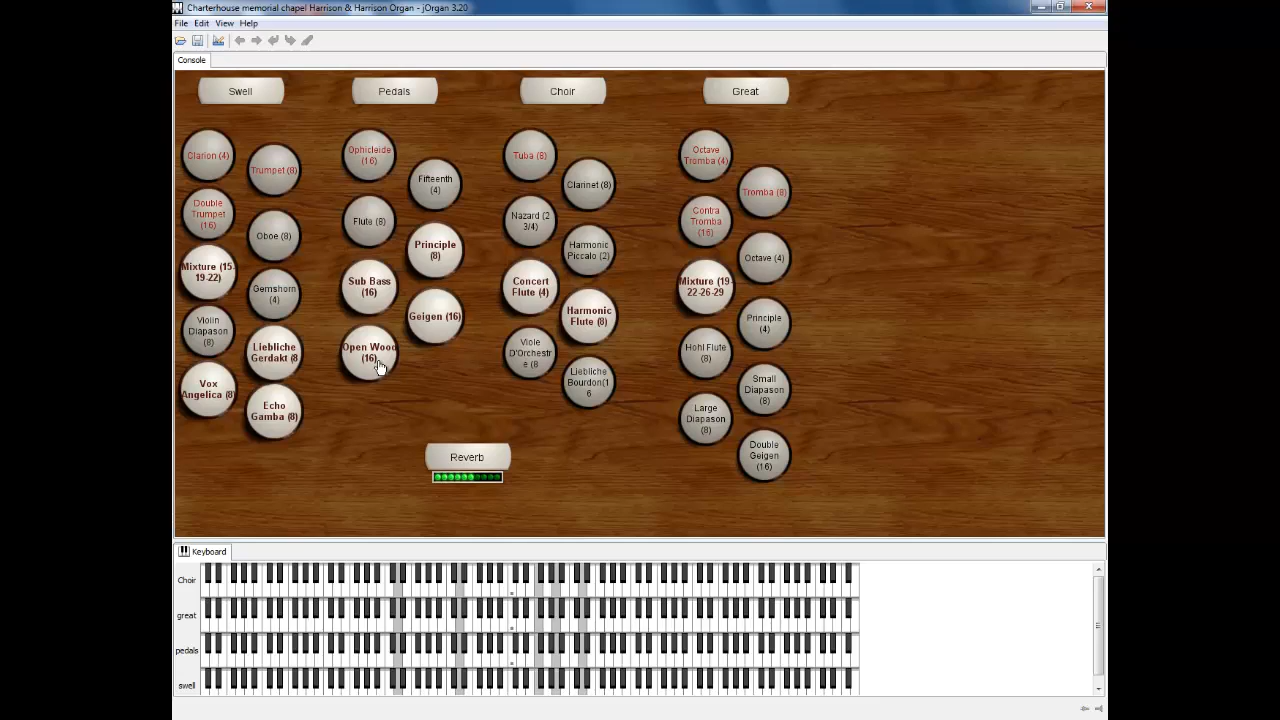 Charterhouse memorial chapel Harrison & Harrison Organ - jOrgan 3.20
File Edit View Help
Console
Swell
Pedals
Choir
Great
Clarion (4)
Trumpet (8)
Double
Trumpet
(16)
Oboe (8)
Mixture (15-
19-22)
Gemshorn
(4)
Violin
Diapason
(8)
Liebliche
Gerdakt (8
Vox
Angelica (8)
Echo
Gamba (8)
Ophicleide
(16)
Fifteenth
(4)
Flute (8)
Principle
(8)
Sub Bass
(16)
Geigen (16)
Open Wood
(16)
Tuba (8)
Clarinet (8)
Nazard (2
3/4)
Harmonic
Piccalo (2)
Concert
Flute (4)
Harmonic
Flute (8)
Viole
D'Orchestr
e (8
Liebliche
Bourdon(1
6
Octave
Tromba (4)
Tromba (8)
Contra
Tromba
(16)
Octave (4)
Mixture (19-
22-26-29
Principle
(4)
Hohl Flute
(8)
Small
Diapason
(8)
Large
Diapason
(8)
Double
Geigen
(16)
Reverb
Keyboard
Choir
great
pedals
swell